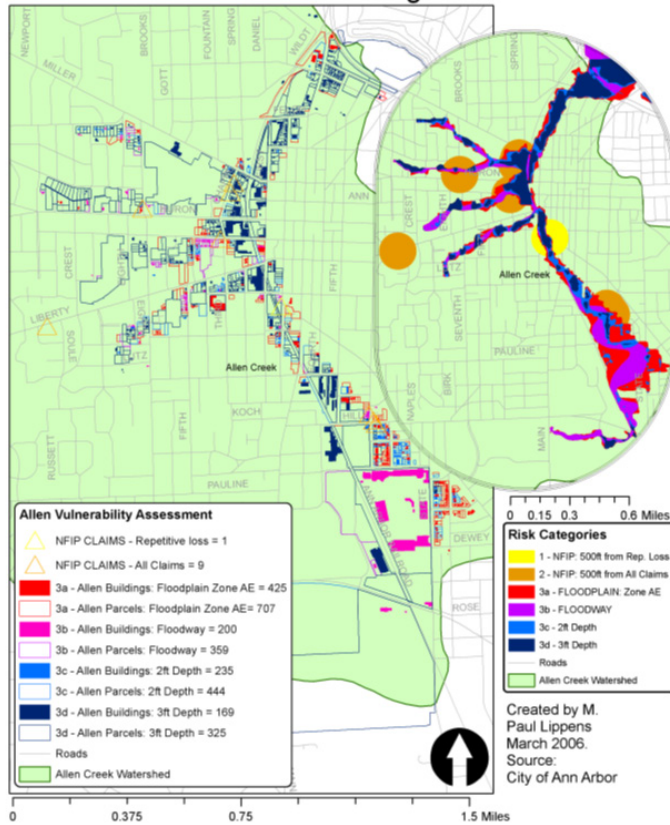 NEWPORT
BROOKS
GOTT
FOUNTAIN
SPRING
DANIEL
WILDT
MILLER
ANN
CREST
LIBERTY
SOULE
FIFTH
Allen Creek
KOCH
HILL
FIFTH
RUSSETT
PAULINE
STATE
DEWEY
ROSE
BROOKS
SPRING
CREST
SEVENTH
Allen Creek
PAULINE
NAPLES
BIRK
MAIN
STATE
Allen Vulnerability Assessment
NFIP CLAIMS - Repetitive loss = 1
NFIP CLAIMS - All Claims = 9
3a - Allen Buildings: Floodplain Zone AE = 425
3a - Allen Parcels: Floodplain Zone AE= 707
3b - Allen Buildings: Floodway = 200
3b - Allen Parcels: Floodway = 359
3c - Allen Buildings: 2ft Depth = 235
3c - Allen Parcels: 2ft Depth = 444
3d - Allen Buildings: 3ft Depth = 169
3d - Allen Parcels: 3ft Depth = 325
Roads
Allen Creek Watershed
0 0.375 0.75 1.5 Miles
0 0.15 0.3 0.6 Miles
Risk Categories
1 - NFIP: 500ft from Rep. Loss
2 - NFIP: 500ft from All Claims
3a - FLOODPLAIN: Zone AE
3b - FLOODWAY
3c - 2ft Depth
3d - 3ft Depth
Roads
Allen Creek Watershed
Created by M.
Paul Lippens
March 2006.
Source:
City of Ann Arbor